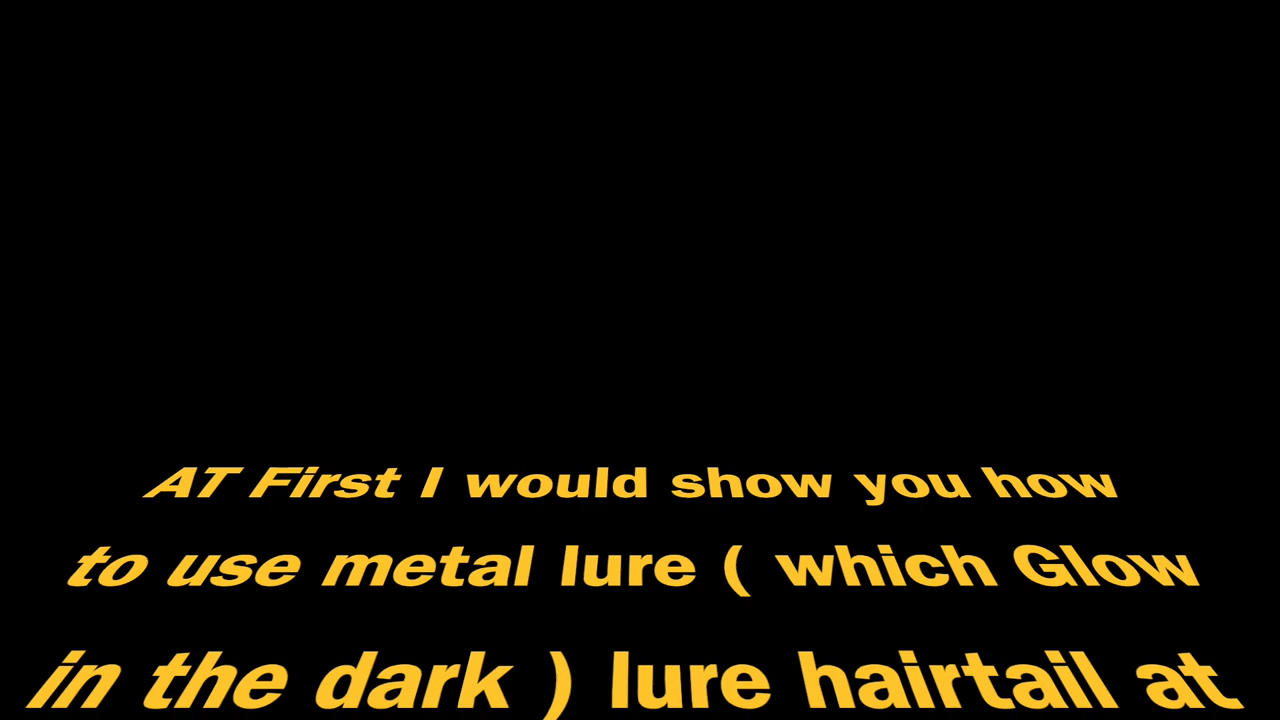 AT First I would show you how
to use metal lure ( which Glow
in the dark ) lure hairtail at